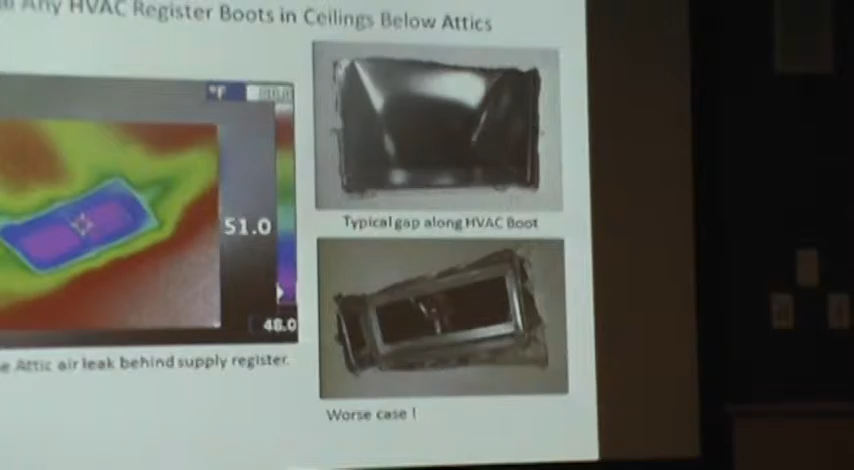 Any HVAC Register Boots in Ceilings Below Attics
°F
51.0
48.0
Typical gap along HVAC Boot
Attic air leak behind supply register.
Worse case !